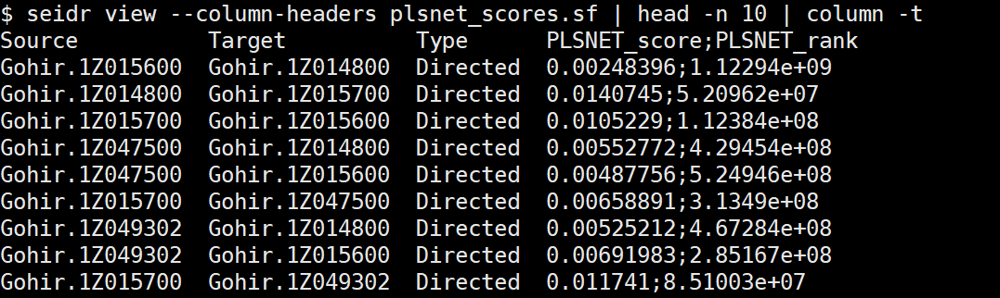 $ seidr view --column-headers plsnet_scores.sf | head -n 10 | column -t
Source Target Type PLSNET_score;PLSNET_rank
Gohir.1Z015600 Gohir.1Z014800 Directed 0.00248396;1.12294e+09
Gohir.1Z014800 Gohir.1Z015700 Directed 0.0140745;5.20962e+07
Gohir.1Z015700 Gohir.1Z015600 Directed 0.0105229;1.12384e+08
Gohir.1Z047500 Gohir.1Z014800 Directed 0.00552772;4.29454e+08
Gohir.1Z047500 Gohir.1Z015600 Directed 0.00487756;5.24946e+08
Gohir.1Z015700 Gohir.1Z047500 Directed 0.00658891;3.1349e+08
Gohir.1Z049302 Gohir.1Z014800 Directed 0.00525212;4.67284e+08
Gohir.1Z049302 Gohir.1Z015600 Directed 0.00691983;2.85167e+08
Gohir.1Z015700 Gohir.1Z049302 Directed 0.011741;8.51003e+07